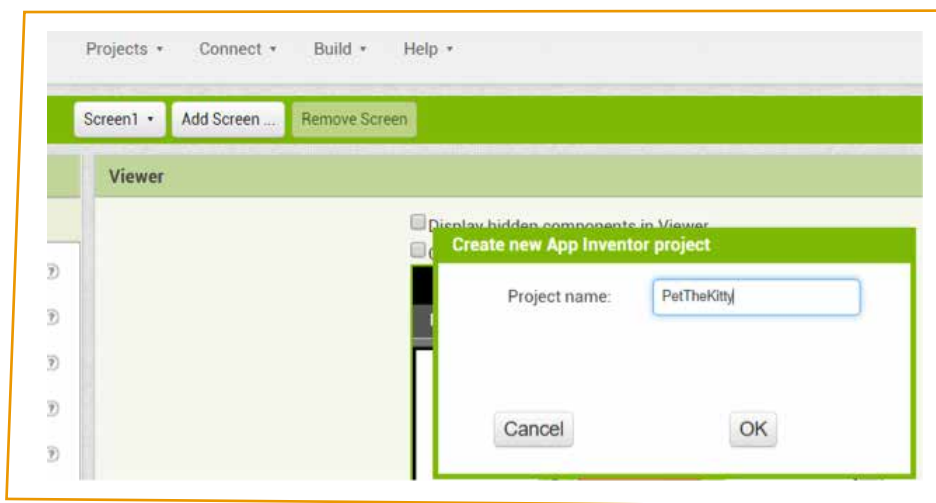 Projects Connect Build Help
Screen1 Add Screen ... Remove Screen
Viewer
Display hidden components in Viewer
Create new App Inventor project
Project name: PetTheKitty
Cancel OK